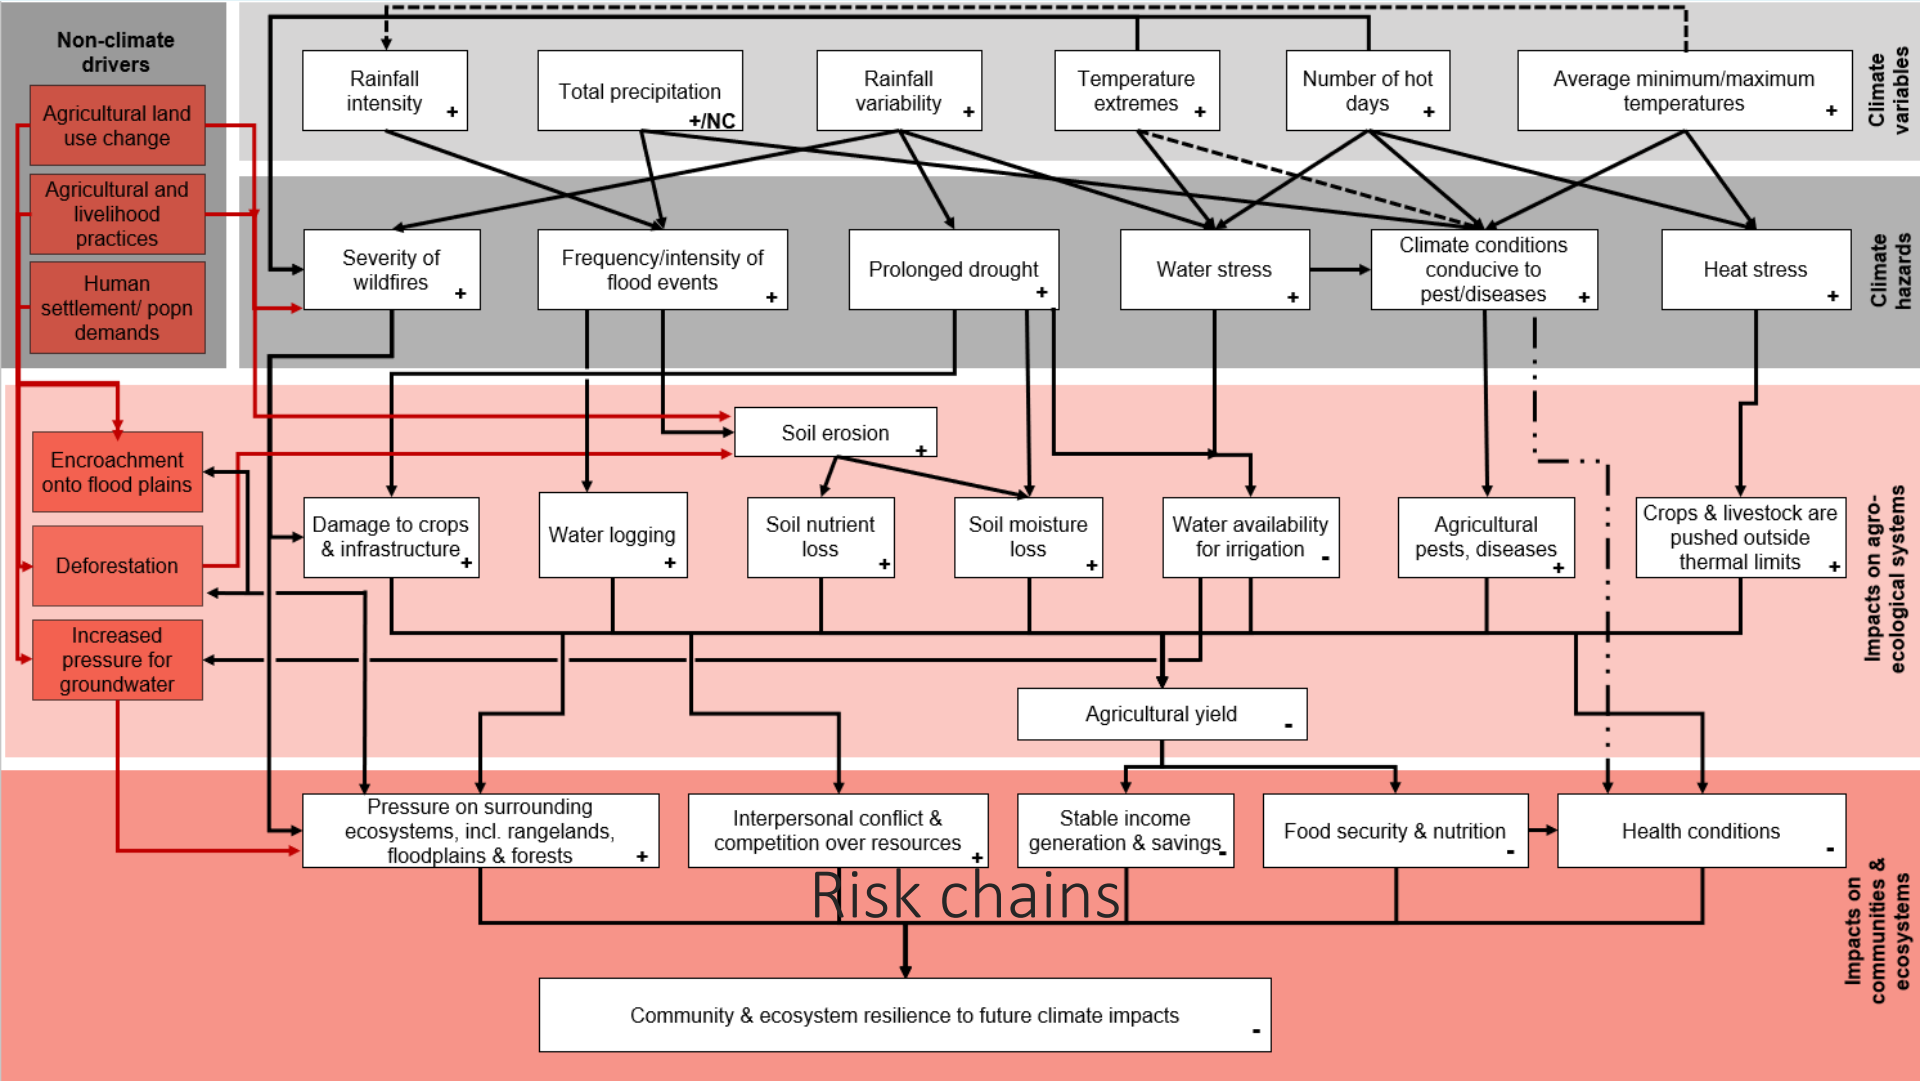 Non-climate
drivers
Agricultural land
use change
Agricultural and
livelihood
practices
Human
settlement/ popn
demands
Rainfall
intensity
+
Total precipitation
+/NC
Rainfall
variability
+
Temperature
extremes
+
Number of hot
days
+
Average minimum/maximum
temperatures
+
Climate
variables
Severity of
wildfires
+
Frequency/intensity of
flood events
+
Prolonged drought
+
Water stress
+
Climate conditions
conducive to
pest/diseases
+
Heat stress
+
Climate
hazards
Encroachment
onto flood plains
Deforestation
Increased
pressure for
groundwater
Soil erosion
+
Damage to crops
& infrastructure
+
Water logging
+
Soil nutrient
loss
+
Soil moisture
loss
+
Water availability
for irrigation
-
Agricultural
pests, diseases
+
Crops & livestock are
pushed outside
thermal limits
+
Agricultural yield
-
Impacts on agro-
ecological systems
Pressure on surrounding
ecosystems, incl. rangelands,
floodplains & forests
+
Interpersonal conflict &
competition over resources
+
Stable income
generation & savings
-
Food security & nutrition
-
Health conditions
-
Risk chains
Community & ecosystem resilience to future climate impacts
-
Impacts on
communities &
ecosystems